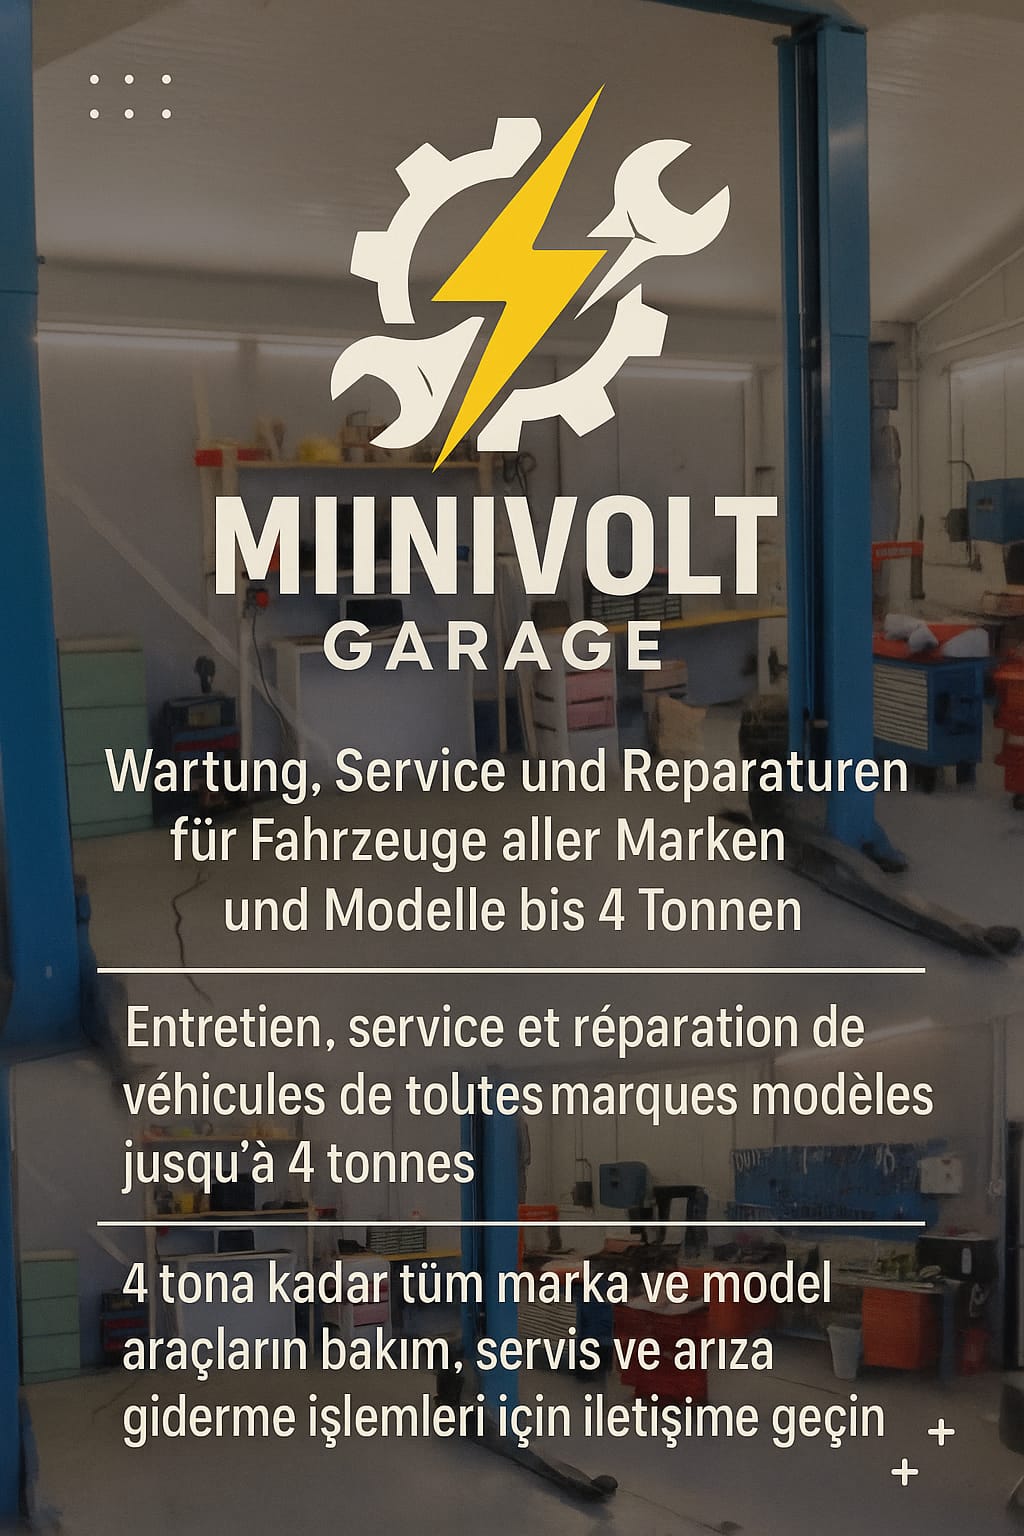 MIINIVOLT
GARAGE
Wartung, Service und Reparaturen
für Fahrzeuge aller Marken
und Modelle bis 4 Tonnen
Entretien, service et réparation de
véhicules de toutes marques modèles
jusqu’à 4 tonnes
4 tona kadar tüm marka ve model
araçların bakım, servis ve arıza
giderme işlemleri için iletişime geçin